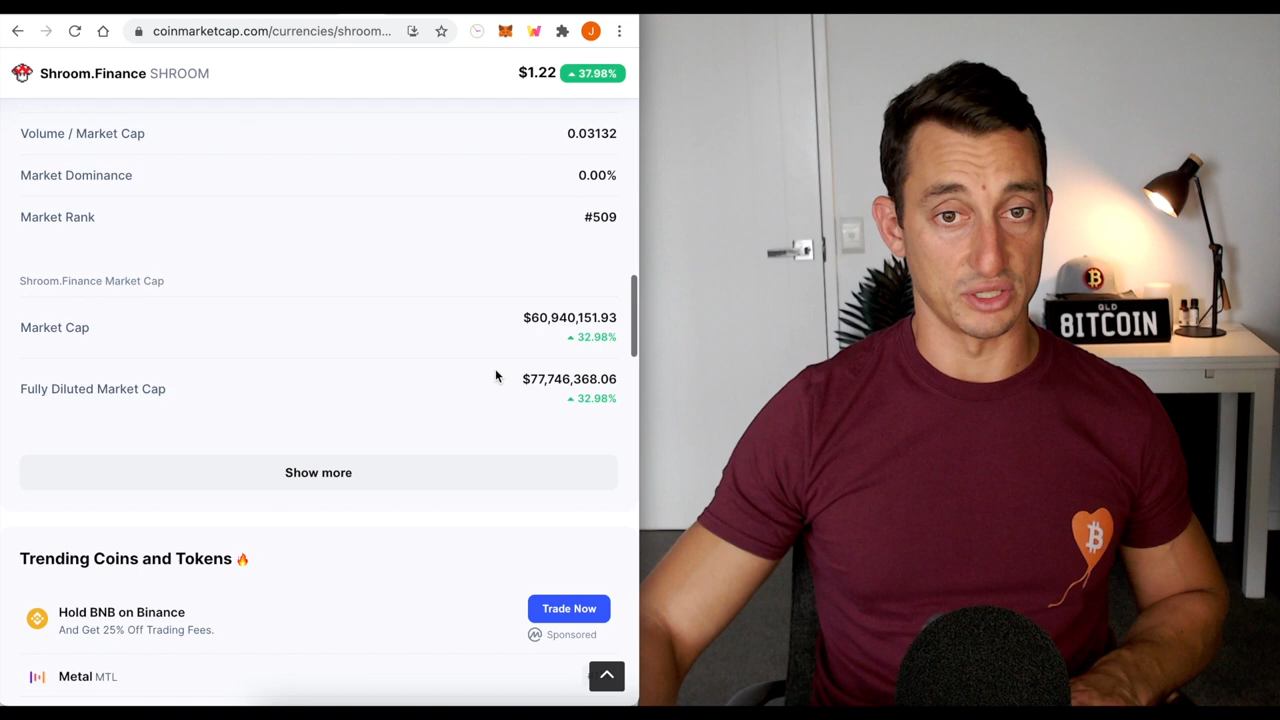 coinmarketcap.com/currencies/shroom...
J
Shroom.Finance SHROOM
$1.22
37.98%
Volume / Market Cap
0.03132
Market Dominance
0.00%
Market Rank
#509
Shroom.Finance Market Cap
Market Cap
$60,940,151.93
32.98%
Fully Diluted Market Cap
$77,746,368.06
32.98%
Show more
Trending Coins and Tokens
Hold BNB on Binance
And Get 25% Off Trading Fees.
Trade Now
Sponsored
Metal MTL
QLD
8ITCOIN